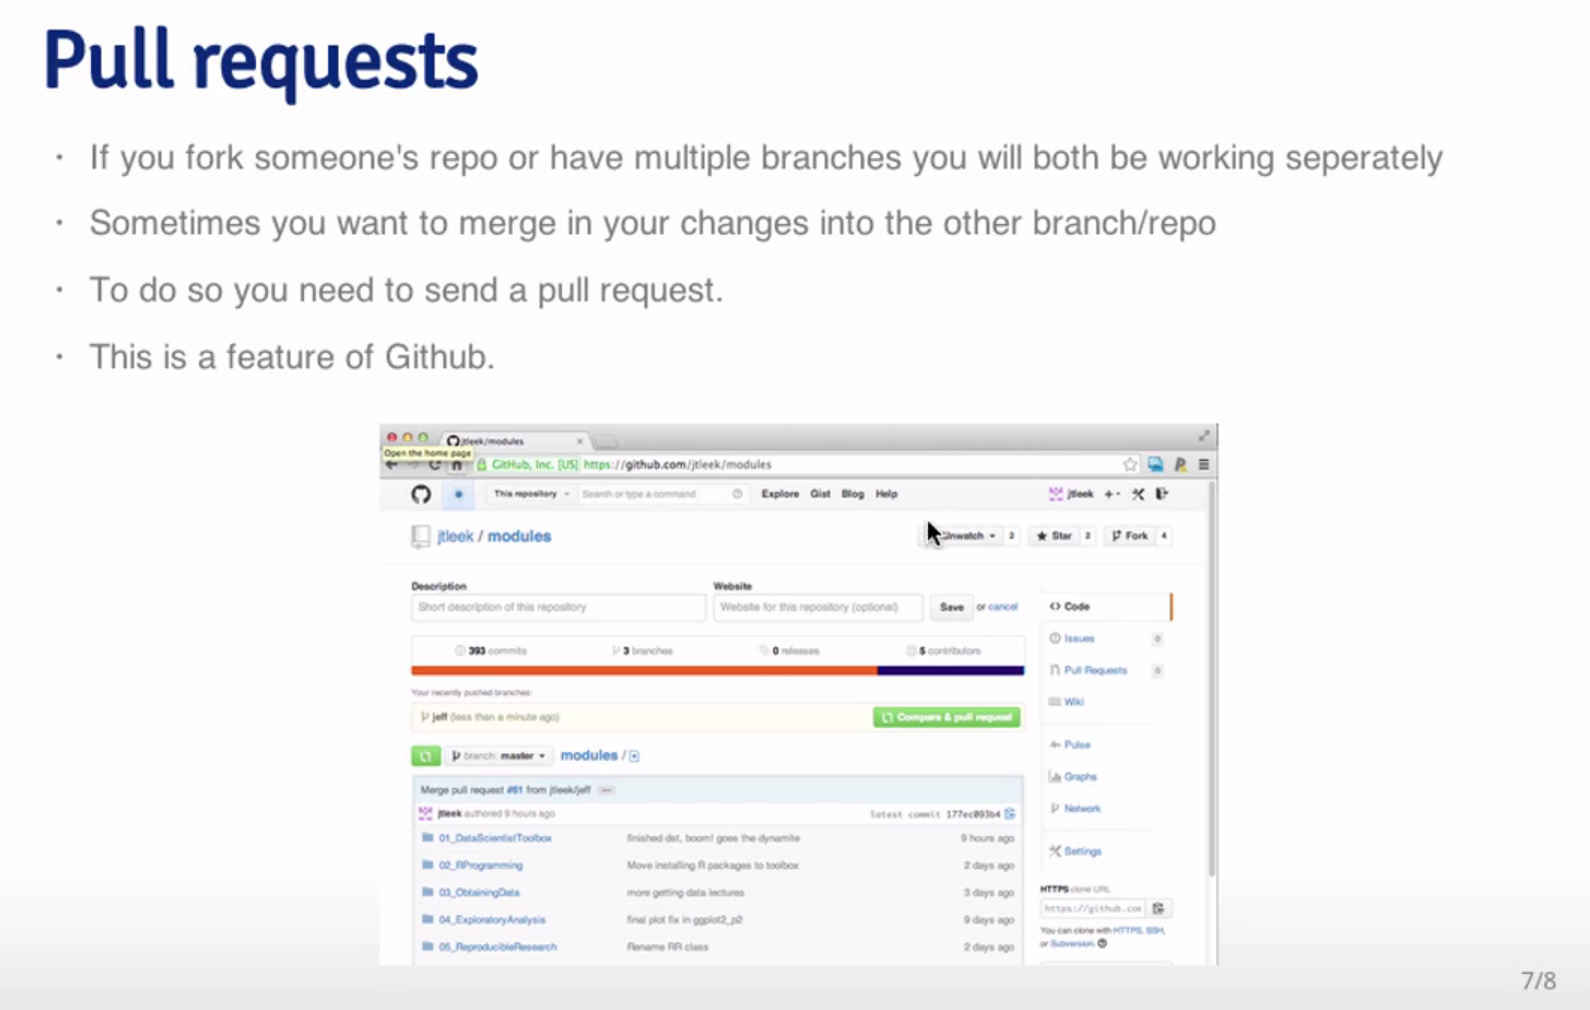 Pull requests
· If you fork someone's repo or have multiple branches you will both be working seperately
· Sometimes you want to merge in your changes into the other branch/repo
· To do so you need to send a pull request.
· This is a feature of Github.
jtleek/modules
Open the home page
GitHub, Inc. [US] https://github.com/jtleek/modules
This repository Search or type a command Explore Gist Blog Help jtleek
jtleek / modules
Unwatch 2 Star 2 Fork 4
Description Website
Short description of this repository Website for this repository (optional) Save or cancel
393 commits 3 branches 0 releases 5 contributors
Your recently pushed branches:
jeff (less than a minute ago) Compare & pull request
branch: master modules /
Merge pull request #61 from jtleek/jeff
jtleek authored 9 hours ago latest commit 177ec093b4
01_DataScientistToolbox finished dst, boom! goes the dynamite 9 hours ago
02_RProgramming Move installing R packages to toolbox 2 days ago
03_ObtainingData more getting data lectures 3 days ago
04_ExploratoryAnalysis final plot fix in ggplot2_p2 9 days ago
05_ReproducibleResearch Rename RR class 2 days ago
<> Code
Issues 0
Pull Requests 0
Wiki
Pulse
Graphs
Network
Settings
HTTPS clone URL
https://github.com
You can clone with HTTPS, SSH,
or Subversion.
7/8